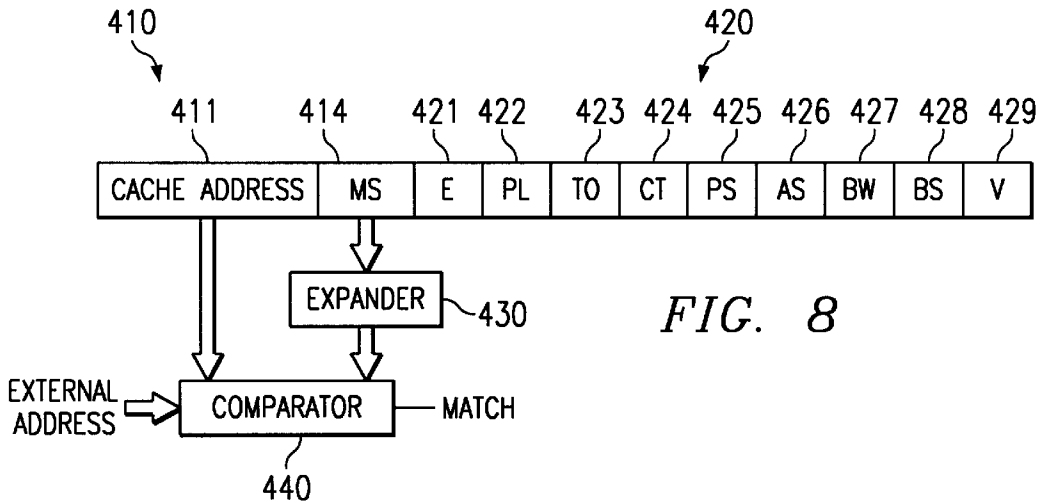 410
420
411 414 421 422 423 424 425 426 427 428 429
CACHE ADDRESS MS E PL TO CT PS AS BW BS V
EXPANDER
430
FIG. 8
EXTERNAL
ADDRESS
COMPARATOR
MATCH
440